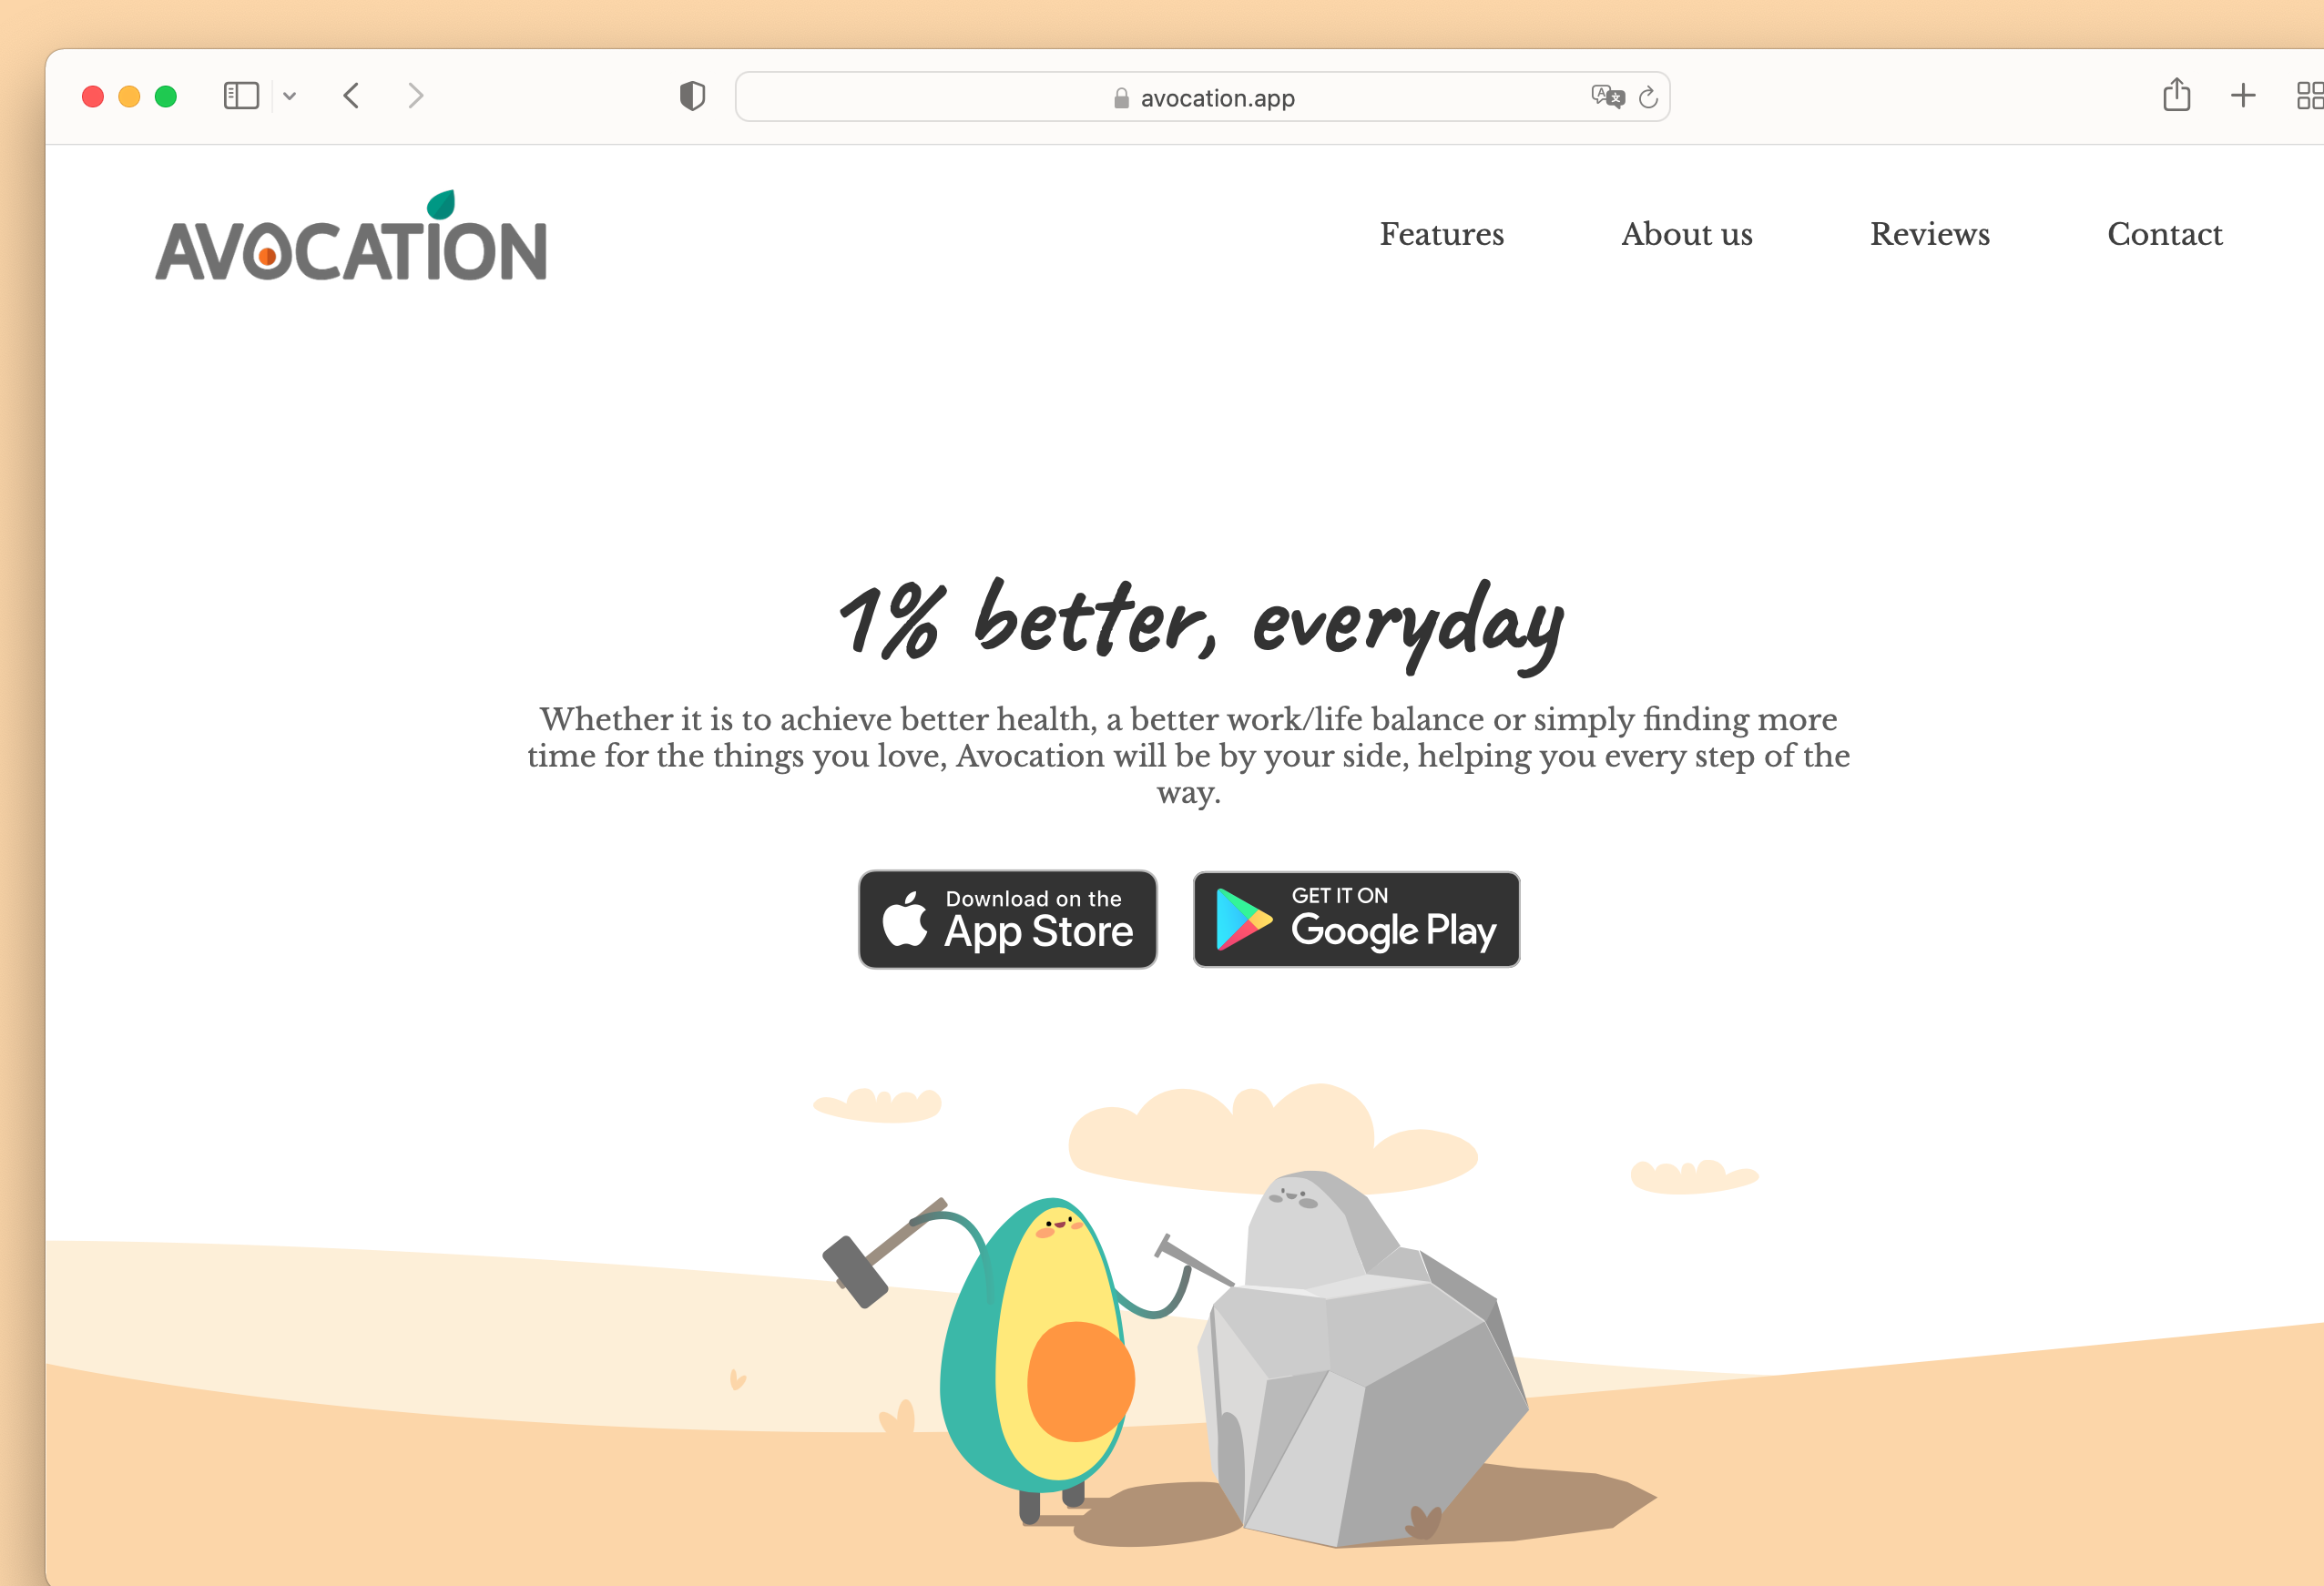 avocation.app
AVOCATION
Features
About us
Reviews
Contact
1% better, everyday
Whether it is to achieve better health, a better work/life balance or simply finding more
time for the things you love, Avocation will be by your side, helping you every step of the
way.
Download on the
App Store
GET IT ON
Google Play